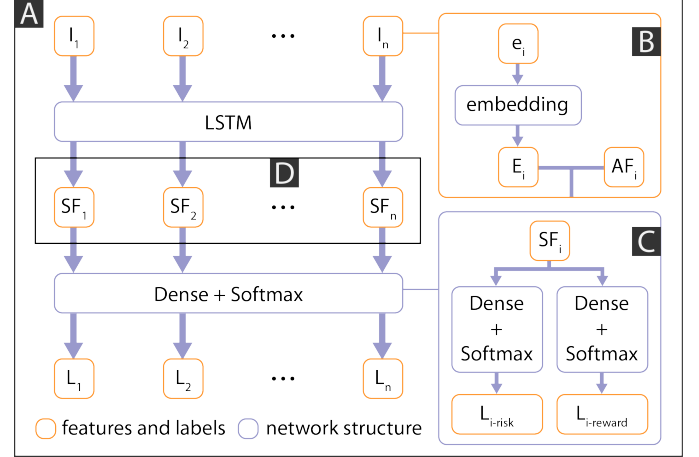 A
I1 I2 ... In
LSTM
D
SF1 SF2 ... SFn
Dense + Softmax
L1 L2 ... Ln
features and labels network structure
B
ei
embedding
Ei AFi
C
SFi
Dense + Softmax Dense + Softmax
Li-risk Li-reward